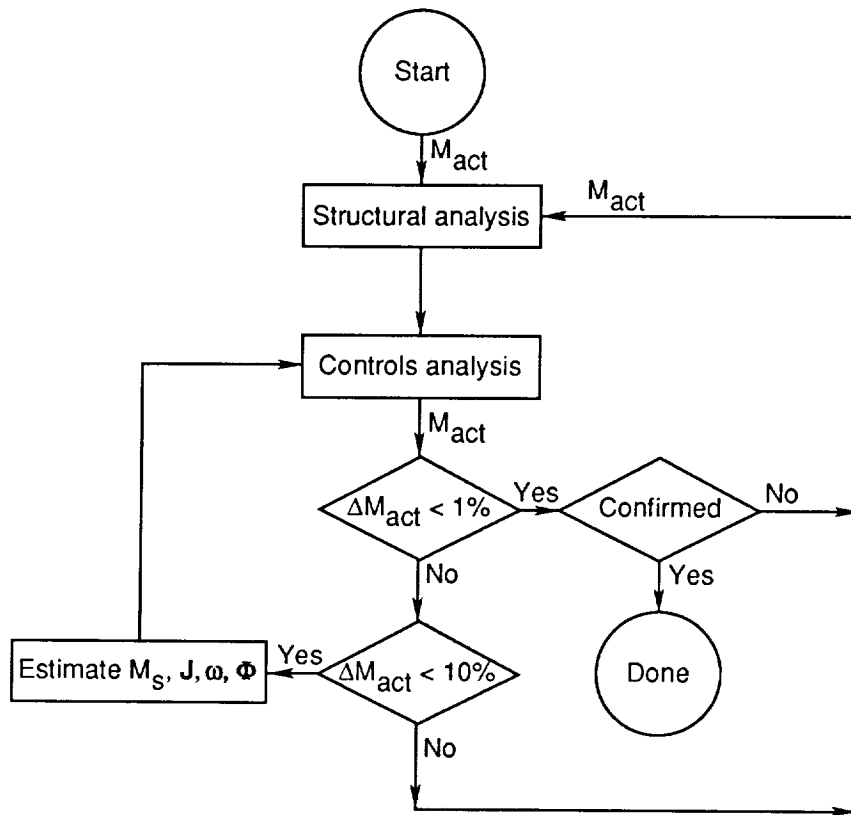 Start
M_act
Structural analysis
M_act
Controls analysis
M_act
ΔM_act < 1%
Yes
Confirmed
No
No
Yes
Estimate M_s, J, ω, Φ
Yes
ΔM_act < 10%
Done
No